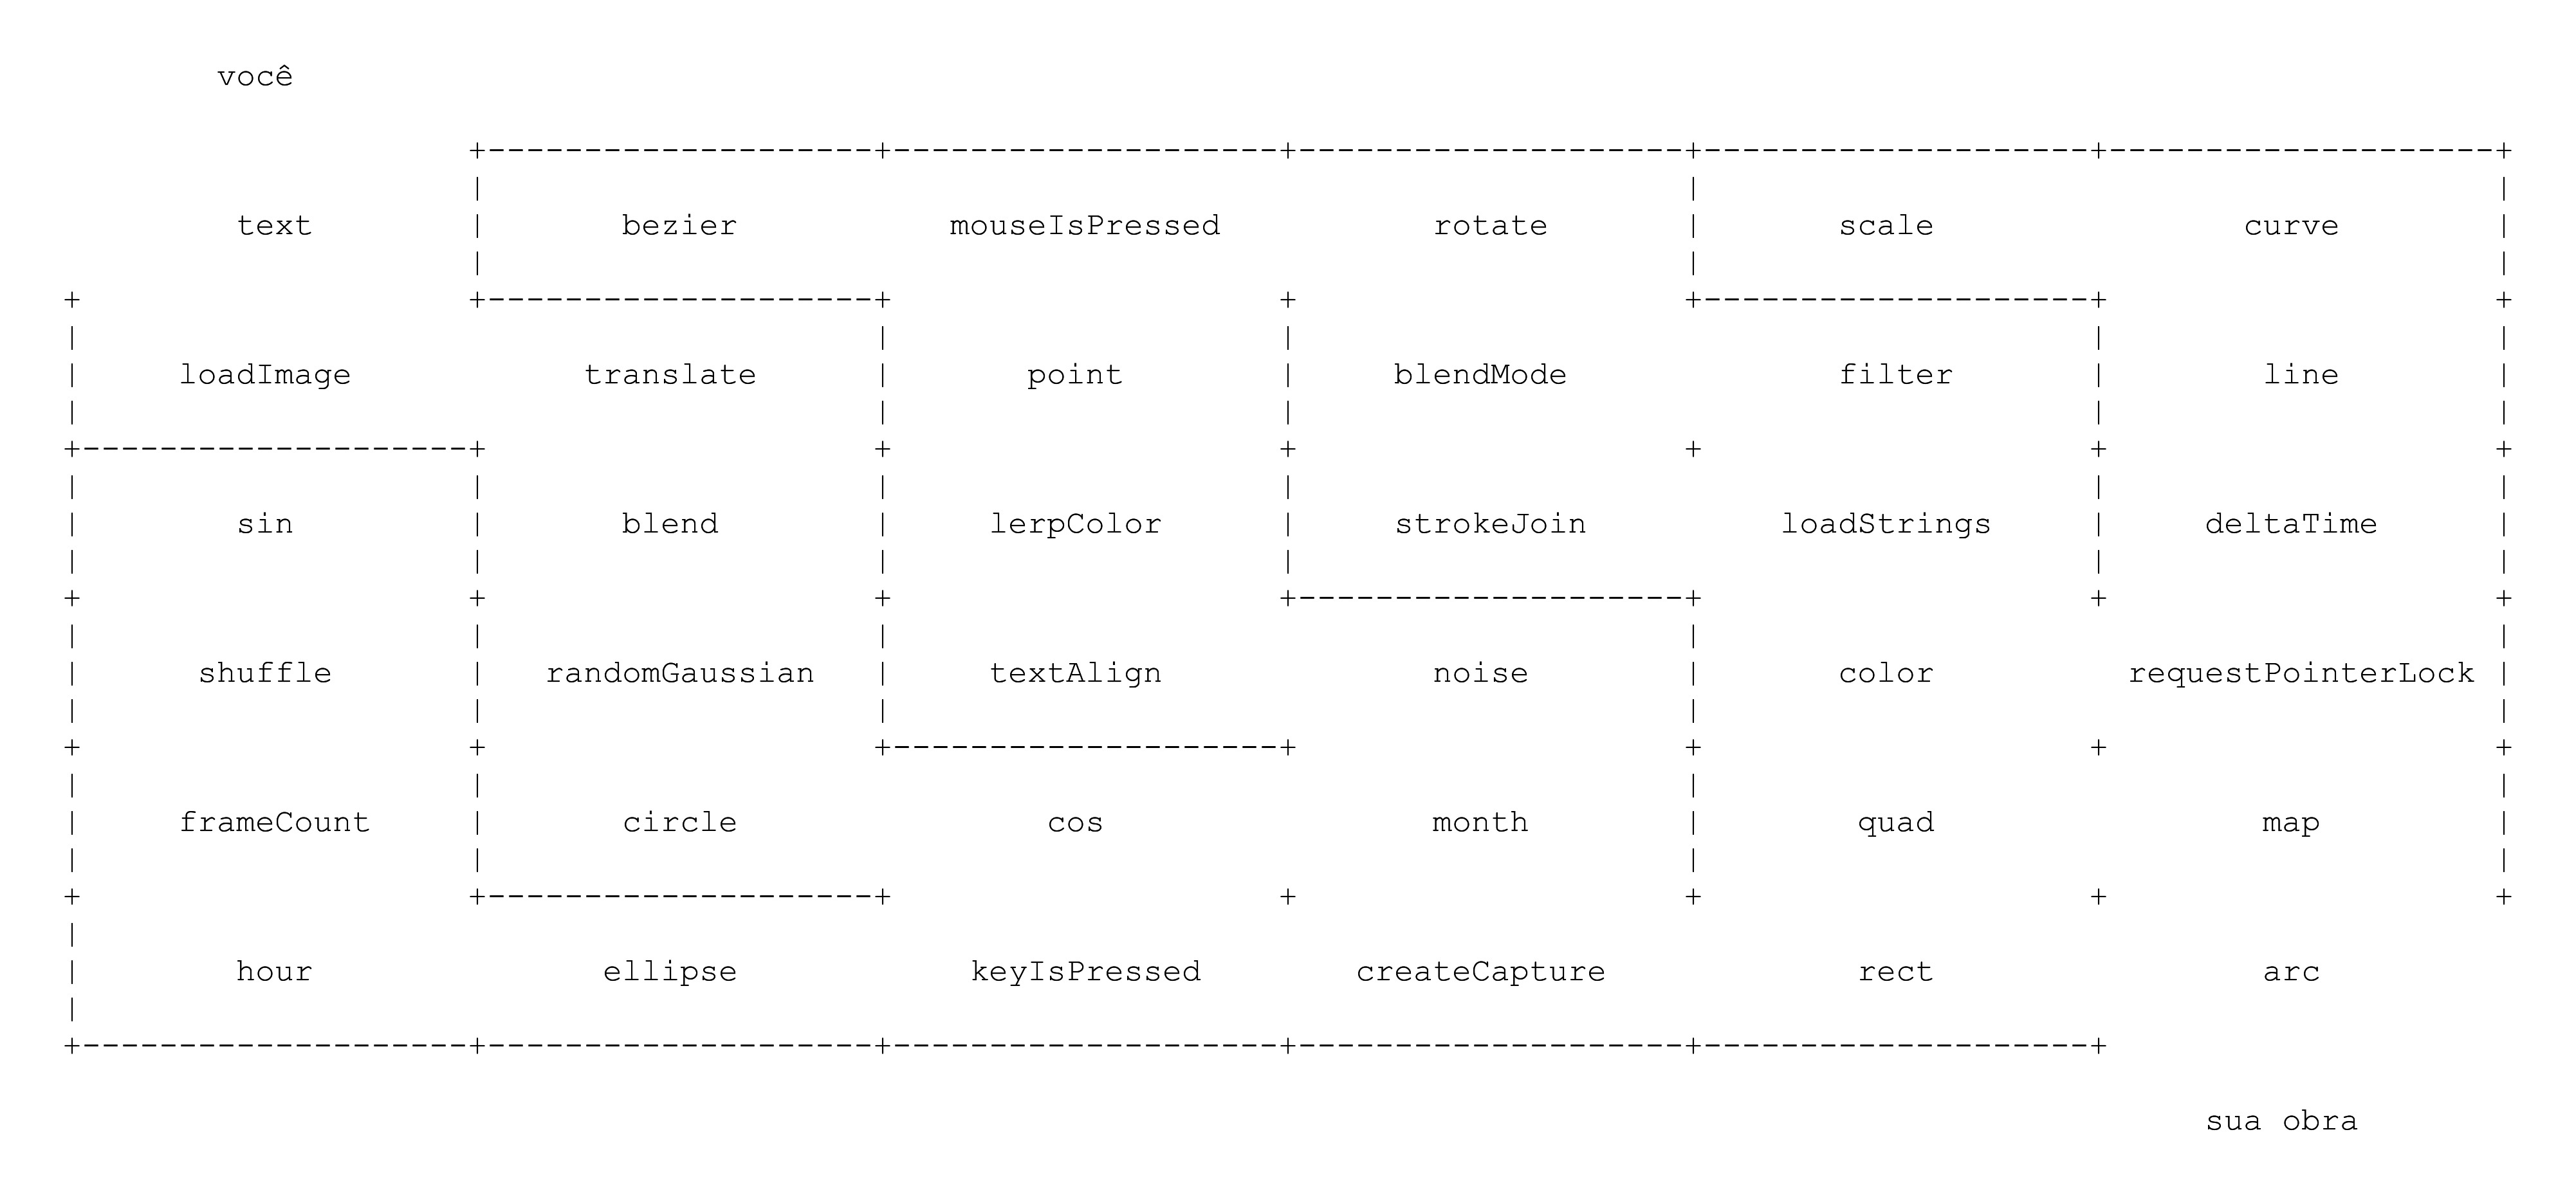 você
text bezier mouseIsPressed rotate scale curve
loadImage translate point blendMode filter line
sin blend lerpColor strokeJoin loadStrings deltaTime
shuffle randomGaussian textAlign noise color requestPointerLock
frameCount circle cos month quad map
hour ellipse keyIsPressed createCapture rect arc
sua obra